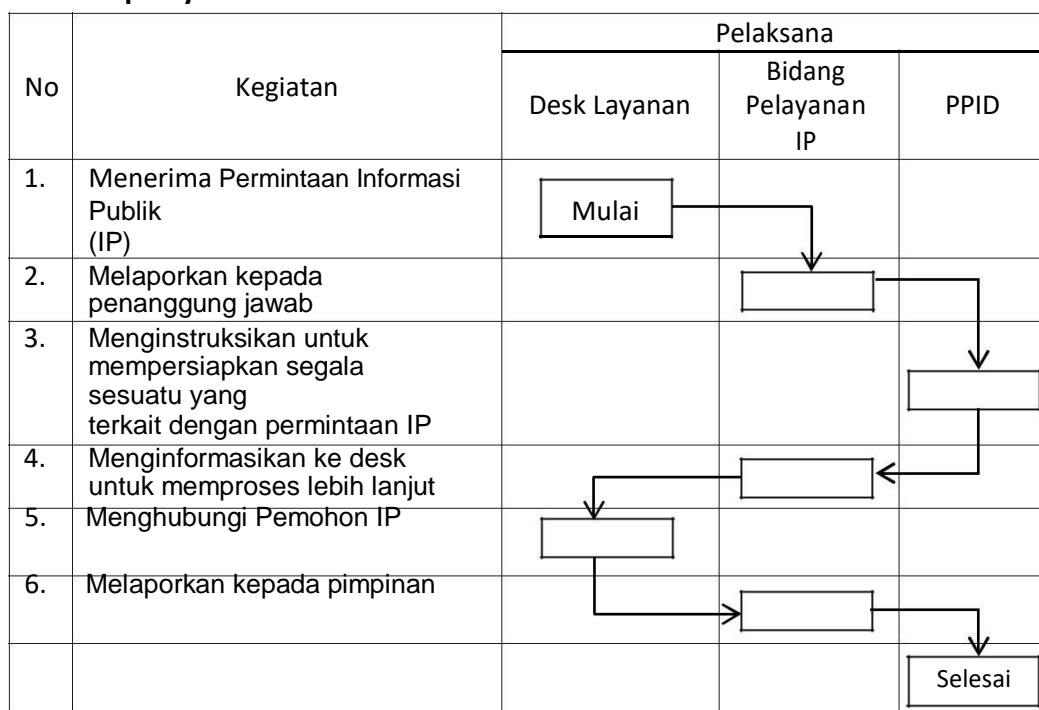 Pelaksana
No
Kegiatan
Desk Layanan
Bidang
Pelayanan
IP
PPID
1.
Menerima Permintaan Informasi
Publik
(IP)
Mulai
2.
Melaporkan kepada
penanggung jawab
3.
Menginstruksikan untuk
mempersiapkan segala
sesuatu yang
terkait dengan permintaan IP
4.
Menginformasikan ke desk
untuk memproses lebih lanjut
5.
Menghubungi Pemohon IP
6.
Melaporkan kepada pimpinan
Selesai